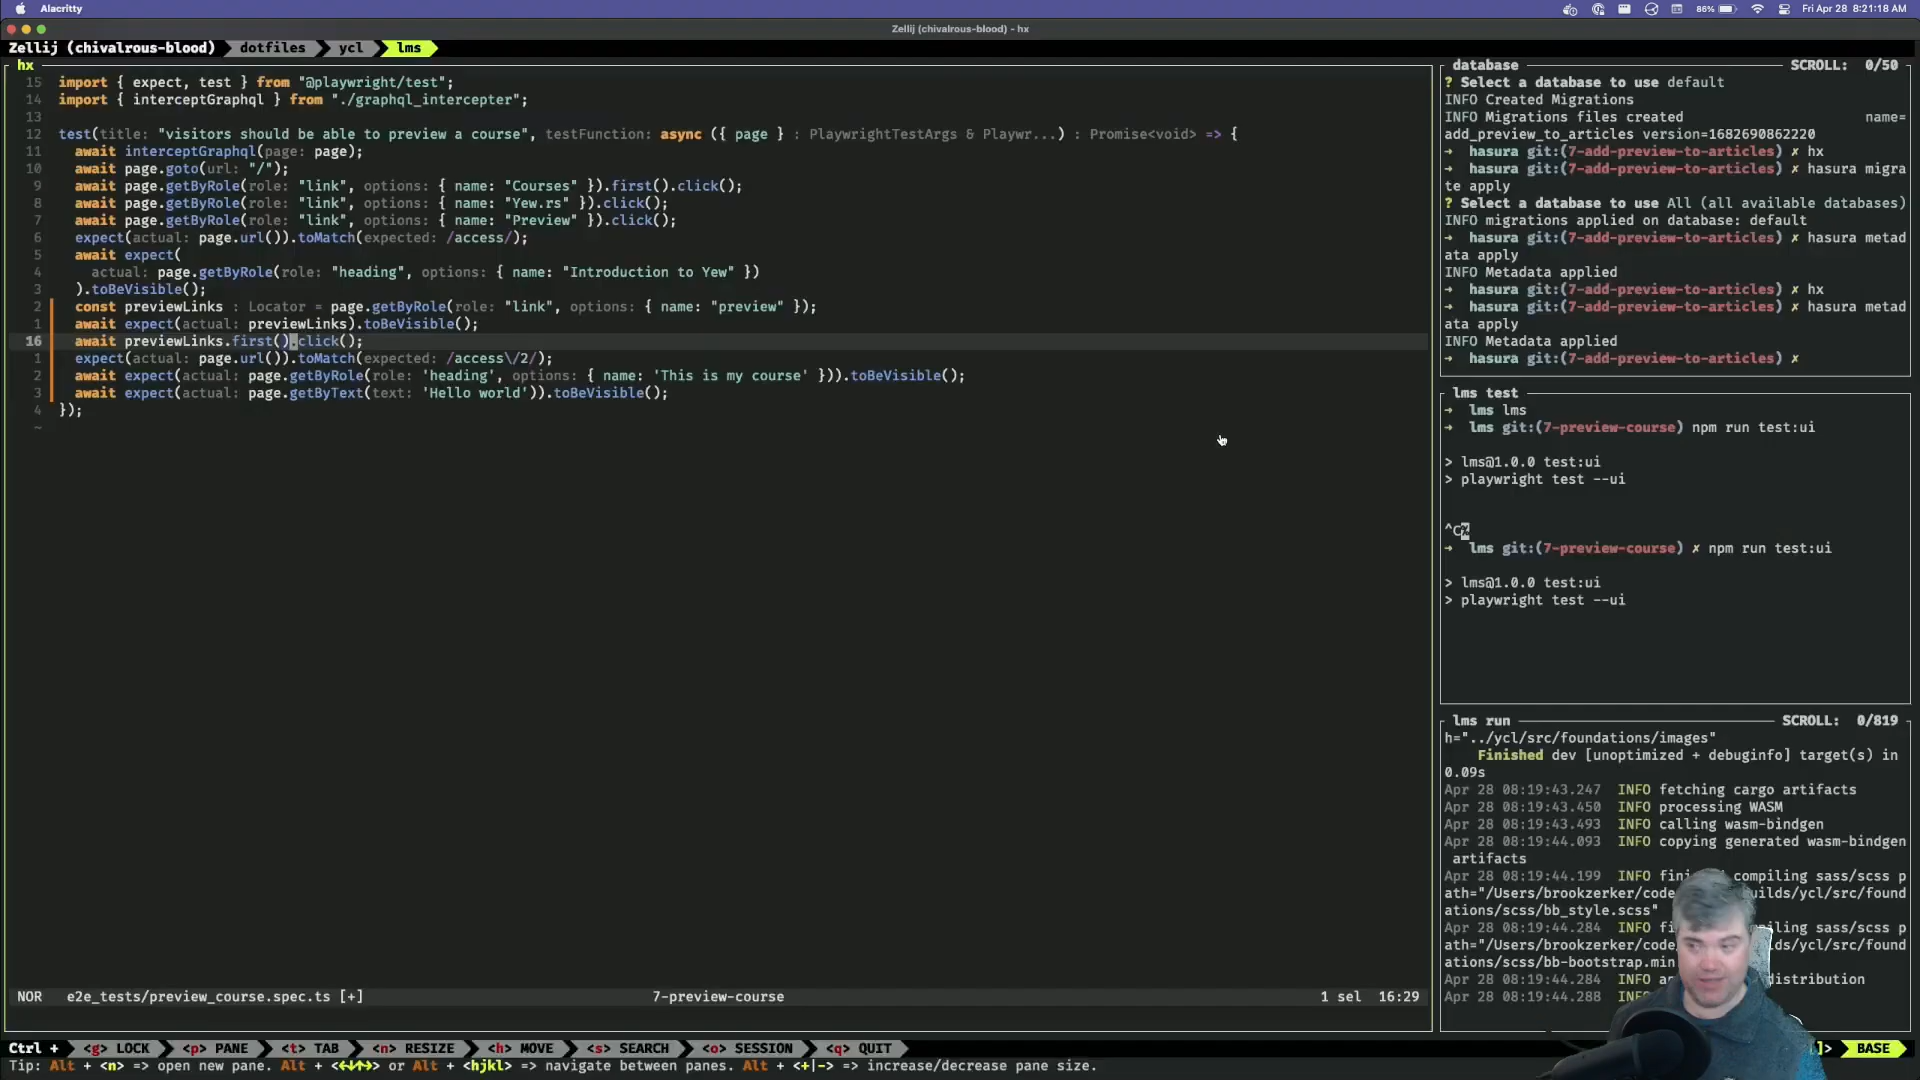 Alacritty
86%
Fri Apr 28 8:21:18 AM
Zellij (chivalrous-blood) - hx
Zellij (chivalrous-blood) dotfiles ycl lms
hx
15 import { expect, test } from "@playwright/test";
14 import { interceptGraphql } from "./graphql_intercepter";
13
12 test(title: "visitors should be able to preview a course", testFunction: async ({ page } : PlaywrightTestArgs & Playwr...) : Promise<void> => {
11 await interceptGraphql(page: page);
10 await page.goto(url: "/");
9 await page.getByRole(role: "link", options: { name: "Courses" }).first().click();
8 await page.getByRole(role: "link", options: { name: "Yew.rs" }).click();
7 await page.getByRole(role: "link", options: { name: "Preview" }).click();
6 expect(actual: page.url()).toMatch(expected: /access/);
5 await expect(
4 actual: page.getByRole(role: "heading", options: { name: "Introduction to Yew" })
3 ).toBeVisible();
2 const previewLinks : Locator = page.getByRole(role: "link", options: { name: "preview" });
1 await expect(actual: previewLinks).toBeVisible();
16 await previewLinks.first().click();
1 expect(actual: page.url()).toMatch(expected: /access\/2/);
2 await expect(actual: page.getByRole(role: 'heading', options: { name: 'This is my course' })).toBeVisible();
3 await expect(actual: page.getByText(text: 'Hello world')).toBeVisible();
4 });
~
NOR e2e_tests/preview_course.spec.ts [+] 7-preview-course 1 sel 16:29
database SCROLL: 0/50
? Select a database to use default
INFO Created Migrations
INFO Migrations files created name=
add_preview_to_articles version=1682690862220
→ hasura git:(7-add-preview-to-articles) ✗ hx
→ hasura git:(7-add-preview-to-articles) ✗ hasura migra
te apply
? Select a database to use All (all available databases)
INFO migrations applied on database: default
→ hasura git:(7-add-preview-to-articles) ✗ hasura metad
ata apply
INFO Metadata applied
→ hasura git:(7-add-preview-to-articles) ✗ hx
→ hasura git:(7-add-preview-to-articles) ✗ hasura metad
ata apply
INFO Metadata applied
→ hasura git:(7-add-preview-to-articles) ✗
lms test
→ lms lms
→ lms git:(7-preview-course) npm run test:ui
> lms@1.0.0 test:ui
> playwright test --ui
^C
→ lms git:(7-preview-course) ✗ npm run test:ui
> lms@1.0.0 test:ui
> playwright test --ui
lms run SCROLL: 0/819
h="../ycl/src/foundations/images"
Finished dev [unoptimized + debuginfo] target(s) in
0.09s
Apr 28 08:19:43.247 INFO fetching cargo artifacts
Apr 28 08:19:43.450 INFO processing WASM
Apr 28 08:19:43.493 INFO calling wasm-bindgen
Apr 28 08:19:44.093 INFO copying generated wasm-bindgen
artifacts
Apr 28 08:19:44.199 INFO compiling sass/scss p
ath="/Users/brookzerker/code uilds/ycl/src/found
ations/scss/bb_style.scss"
Apr 28 08:19:44.284 INFO piling sass/scss p
ath="/Users/brookzerker/code /ycl/src/found
ations/scss/bb-bootstrap.min
Apr 28 08:19:44.284 INFO distribution
Apr 28 08:19:44.288
Ctrl + <g> LOCK <p> PANE <t> TAB <n> RESIZE <h> MOVE <s> SEARCH <o> SESSION <q> QUIT ]> BASE
Tip: Alt + <n> => open new pane. Alt + <←↓↑→> or Alt + <hjkl> => navigate between panes. Alt + <+|-> => increase/decrease pane size.